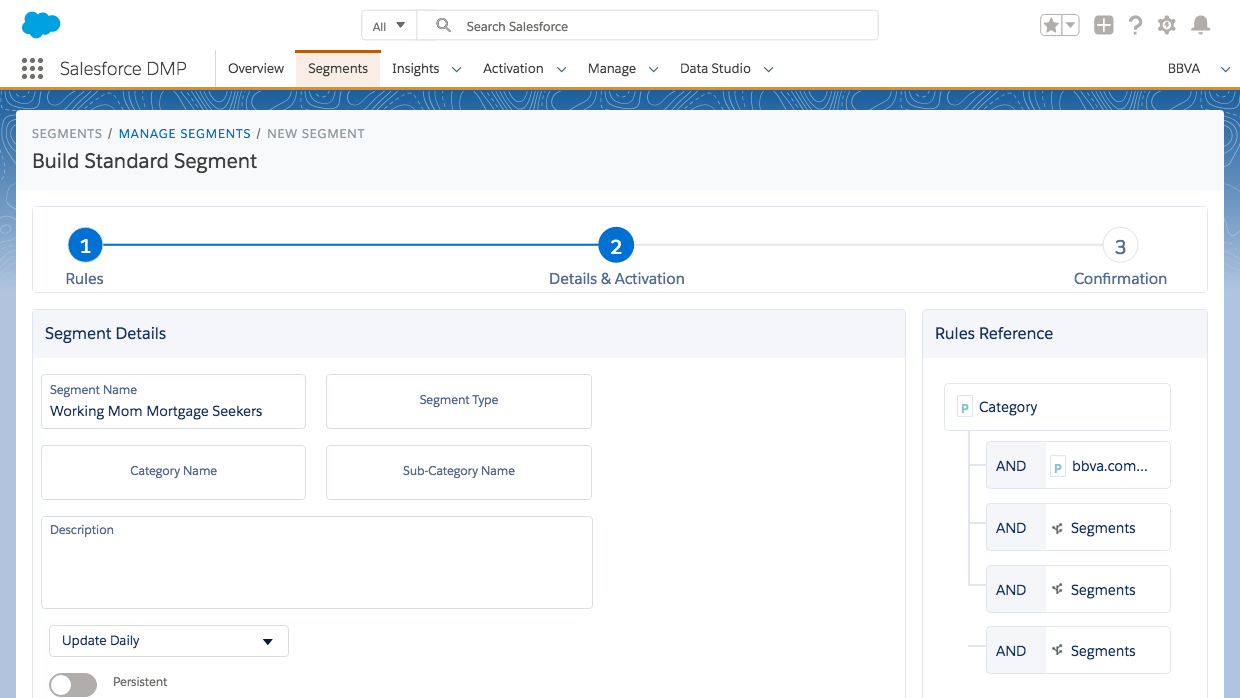 All
Search Salesforce
Salesforce DMP
Overview
Segments
Insights
Activation
Manage
Data Studio
BBVA
SEGMENTS / MANAGE SEGMENTS / NEW SEGMENT
Build Standard Segment
1
2
3
Rules
Details & Activation
Confirmation
Segment Details
Segment Name
Working Mom Mortgage Seekers
Segment Type
Category Name
Sub-Category Name
Description
Update Daily
Persistent
Rules Reference
p Category
AND p bbva.com...
AND Segments
AND Segments
AND Segments